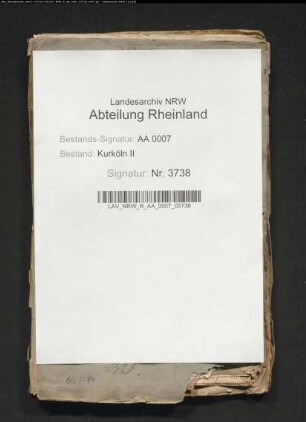 Landesarchiv NRW
Abteilung Rheinland
Bestands-Signatur: AA 0007
Bestand: Kurköln II
Signatur: Nr. 3738
LAV_NRW_R_AA_0007_03738